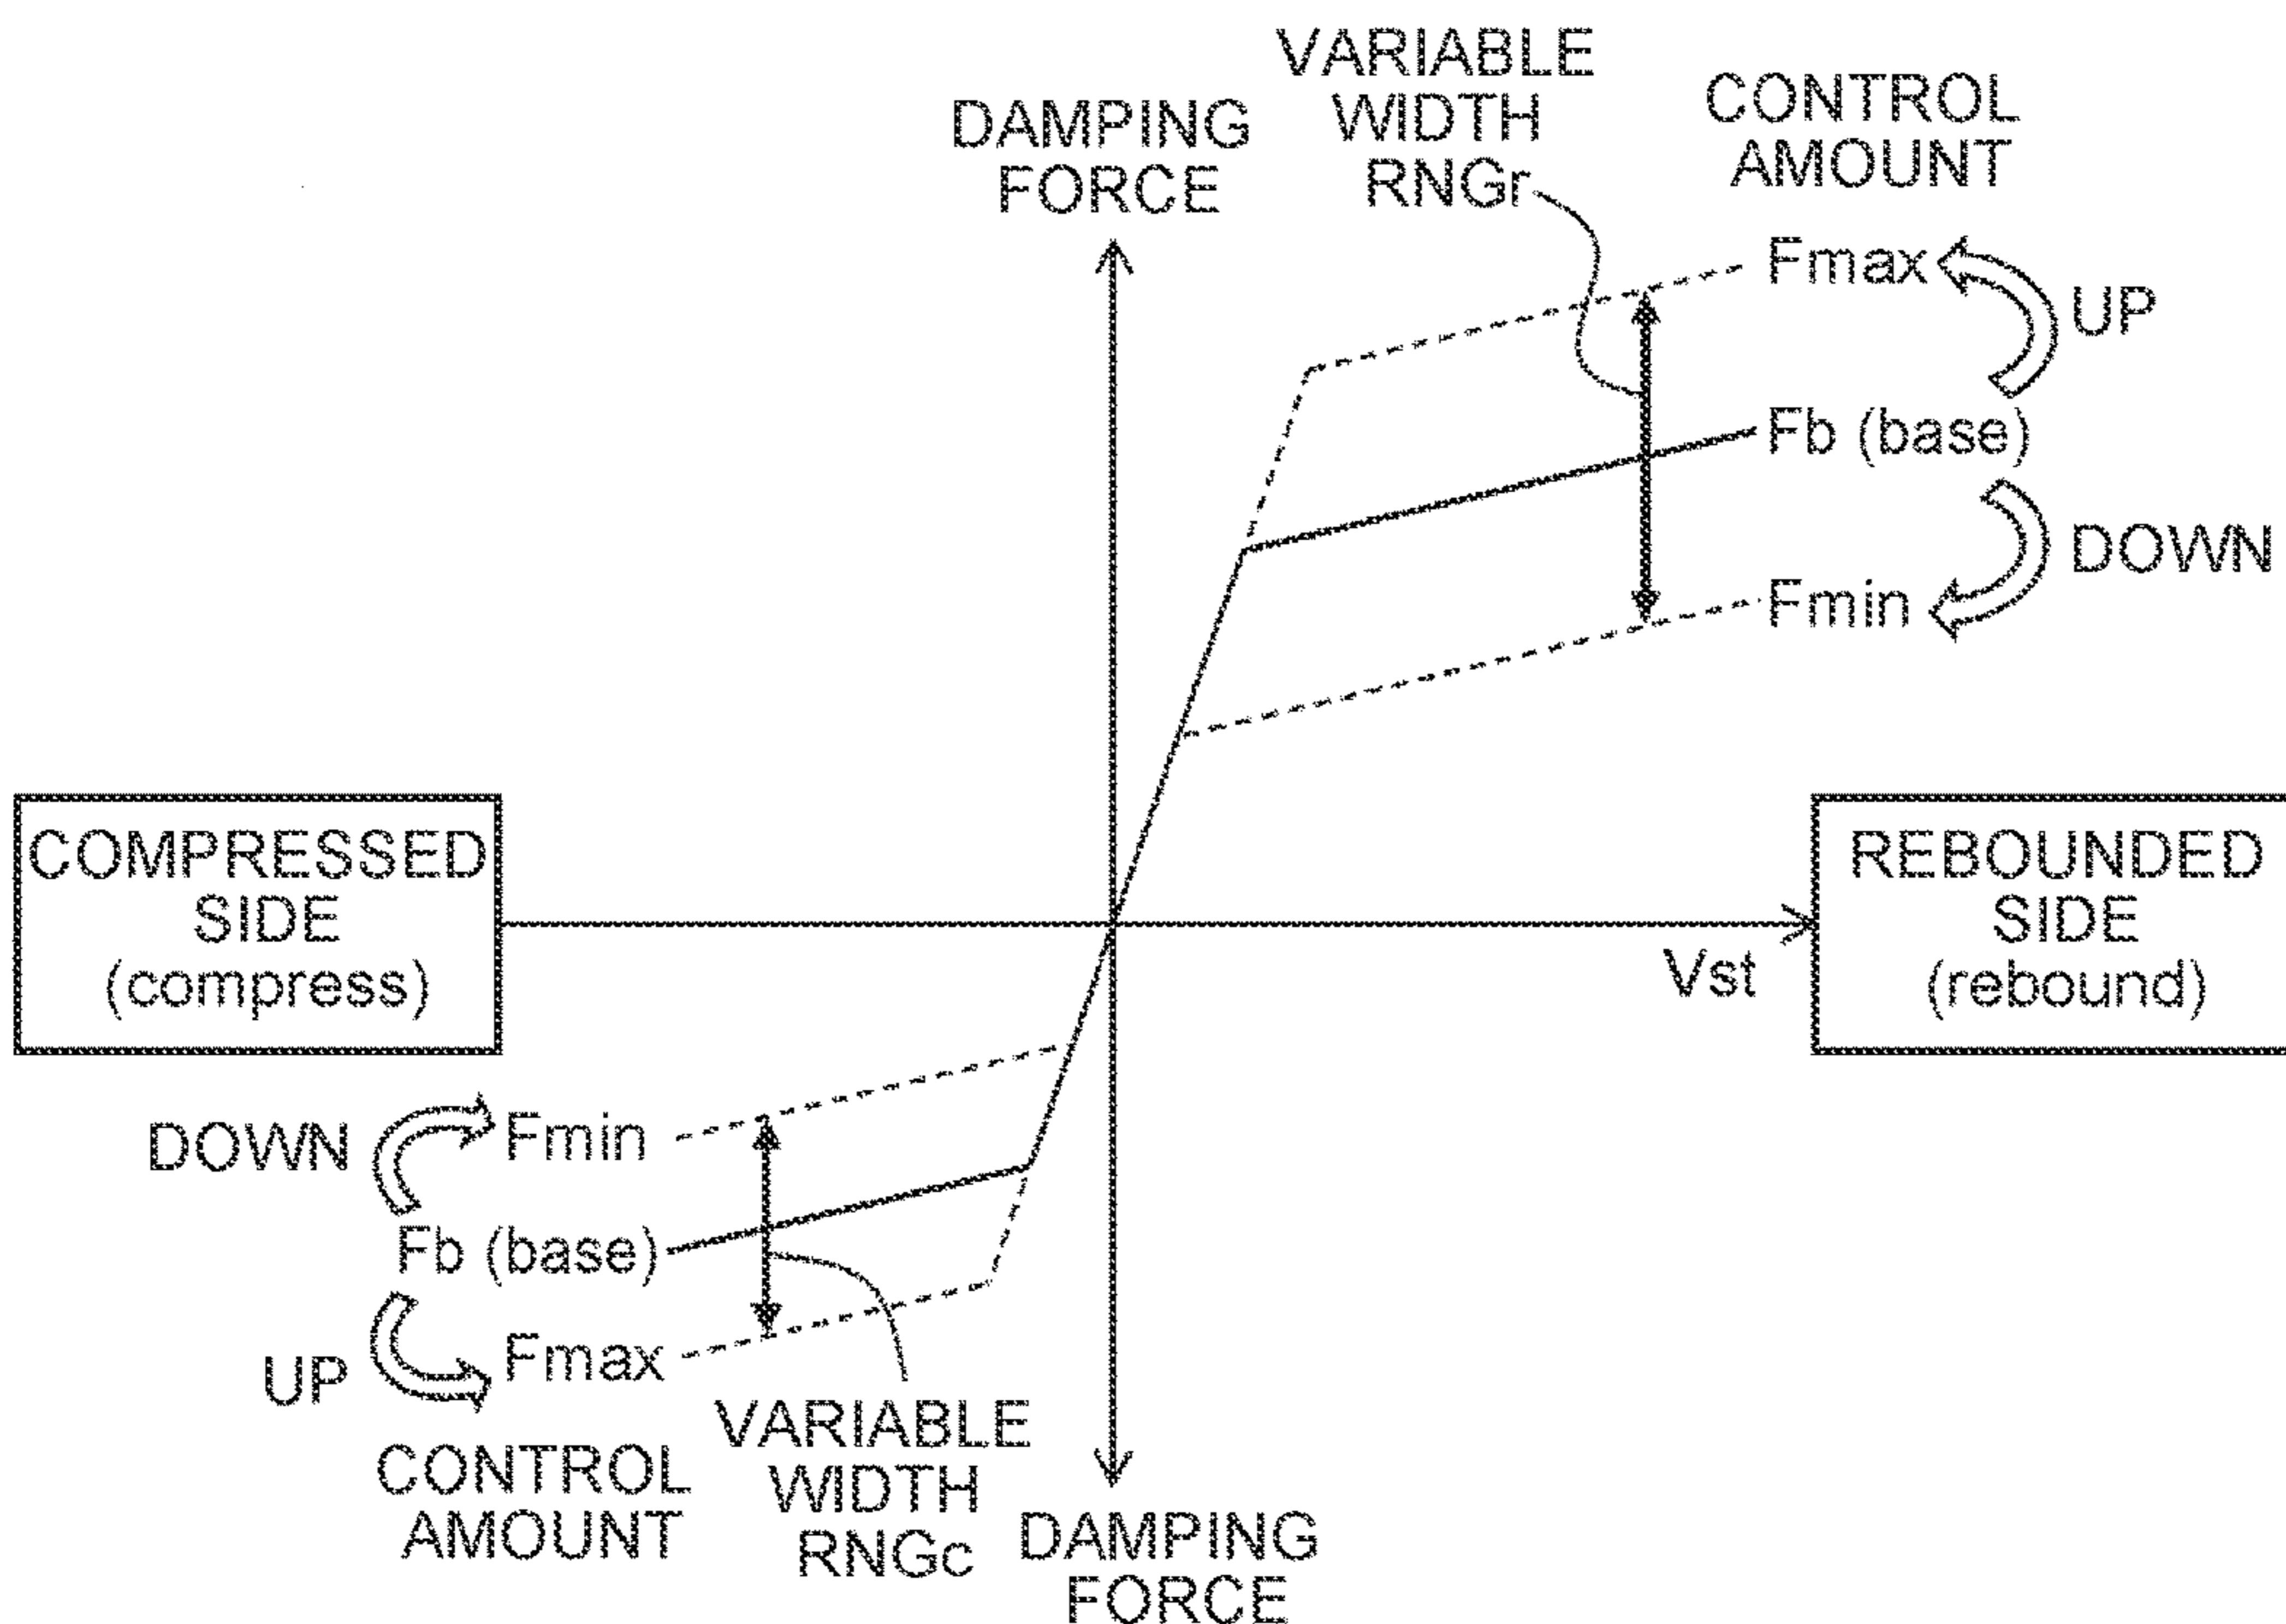 VARIABLE
WIDTH
RNGr
CONTROL
AMOUNT
DAMPING
FORCE
Fmax
UP
Fb (base)
DOWN
Fmin
COMPRESSED
SIDE
(compress)
REBOUNDED
SIDE
(rebound)
Vst
DOWN
Fmin
Fb (base)
UP
Fmax
CONTROL
AMOUNT
VARIABLE
WIDTH
RNGc
DAMPING
FORCE